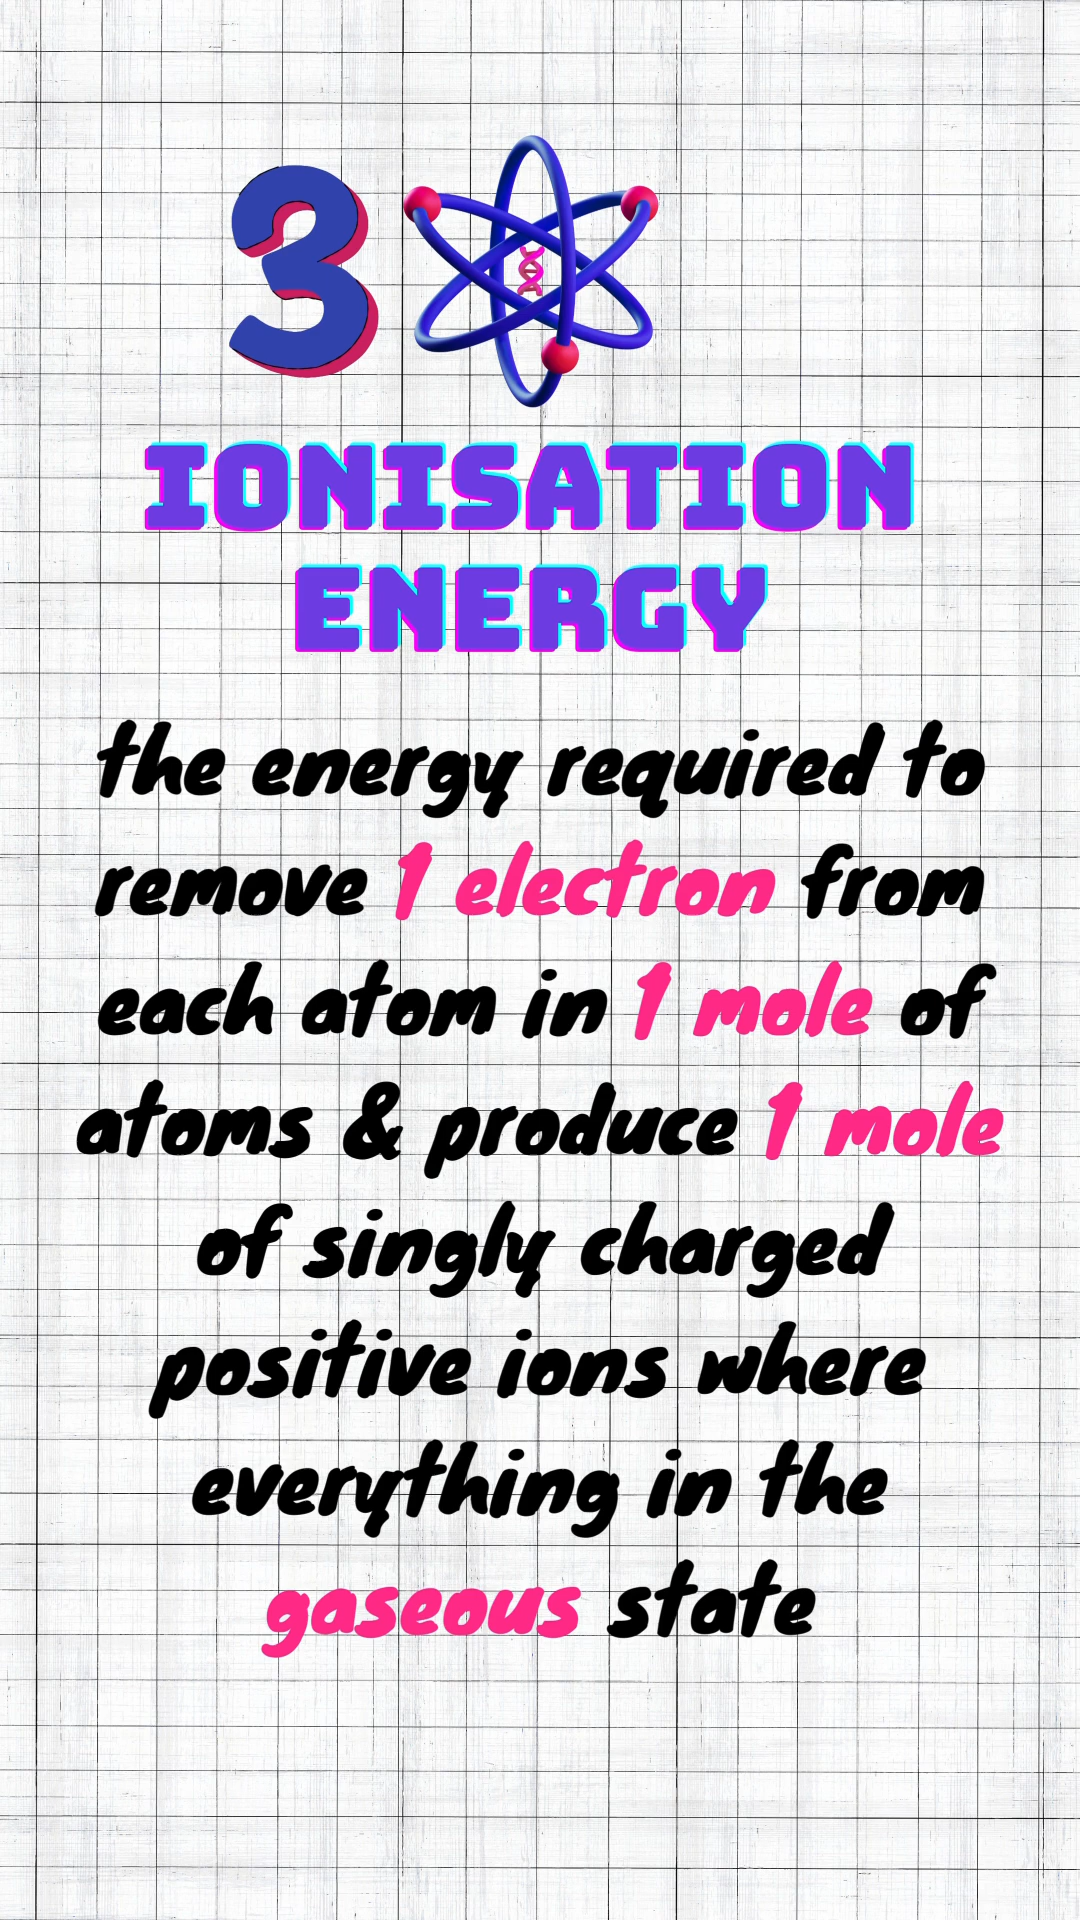 3
IONISATION
ENERGY
the energy required to
remove 1 electron from
each atom in 1 mole of
atoms & produce 1 mole
of singly charged
positive ions where
everything in the
gaseous state